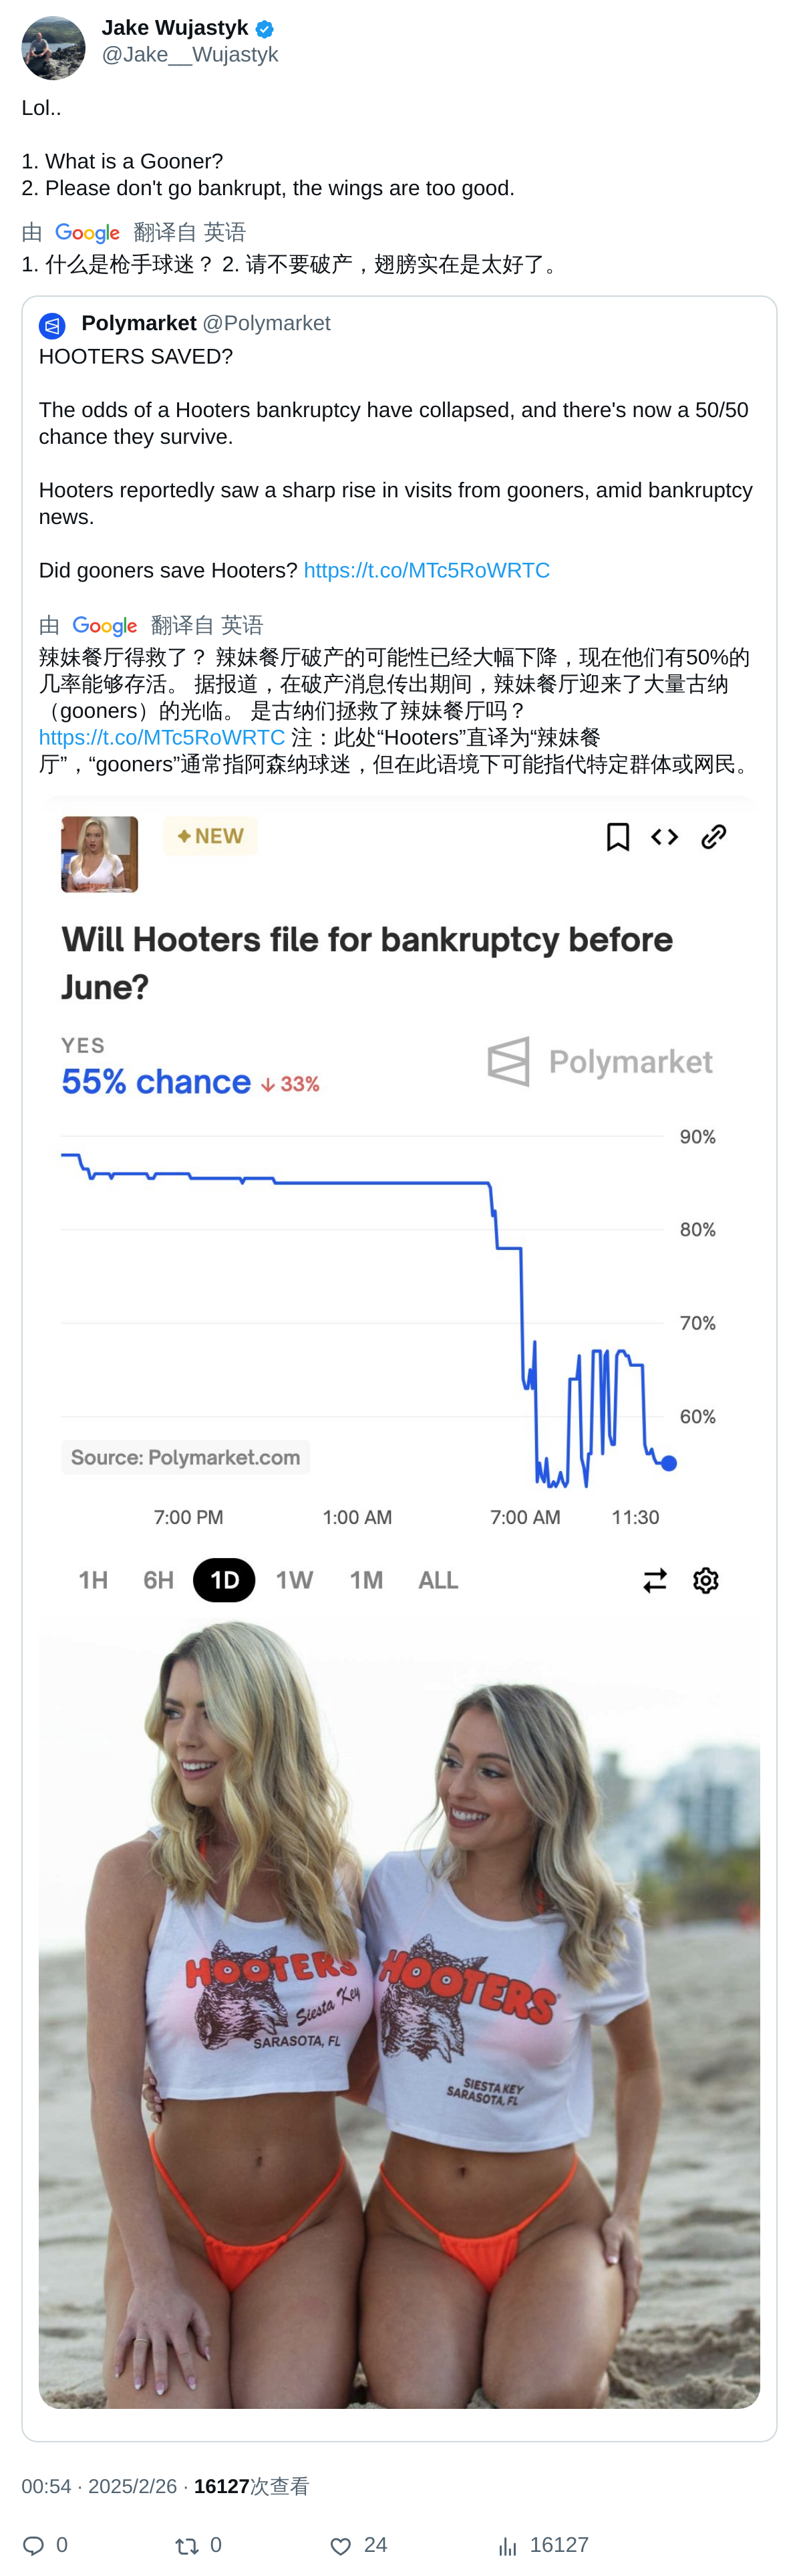 Jake Wujastyk
@Jake__Wujastyk
Lol..
1. What is a Gooner?
2. Please don't go bankrupt, the wings are too good.
由 Google 翻译自 英语
1. 什么是枪手球迷？ 2. 请不要破产，翅膀实在是太好了。
Polymarket @Polymarket
HOOTERS SAVED?
The odds of a Hooters bankruptcy have collapsed, and there's now a 50/50
chance they survive.
Hooters reportedly saw a sharp rise in visits from gooners, amid bankruptcy
news.
Did gooners save Hooters? https://t.co/MTc5RoWRTC
由 Google 翻译自 英语
辣妹餐厅得救了？ 辣妹餐厅破产的可能性已经大幅下降，现在他们有50%的
几率能够存活。 据报道，在破产消息传出期间，辣妹餐厅迎来了大量古纳
（gooners）的光临。 是古纳们拯救了辣妹餐厅吗？
https://t.co/MTc5RoWRTC 注：此处“Hooters”直译为“辣妹餐
厅”，“gooners”通常指阿森纳球迷，但在此语境下可能指代特定群体或网民。
NEW
Will Hooters file for bankruptcy before
June?
YES
55% chance ↓ 33%
Polymarket
90%
80%
70%
60%
Source: Polymarket.com
7:00 PM 1:00 AM 7:00 AM 11:30
1H 6H 1D 1W 1M ALL
HOOTERS
Siesta Key
SARASOTA, FL
HOOTERS
SIESTA KEY
SARASOTA, FL
00:54 · 2025/2/26 · 16127次查看
0 0 24 16127